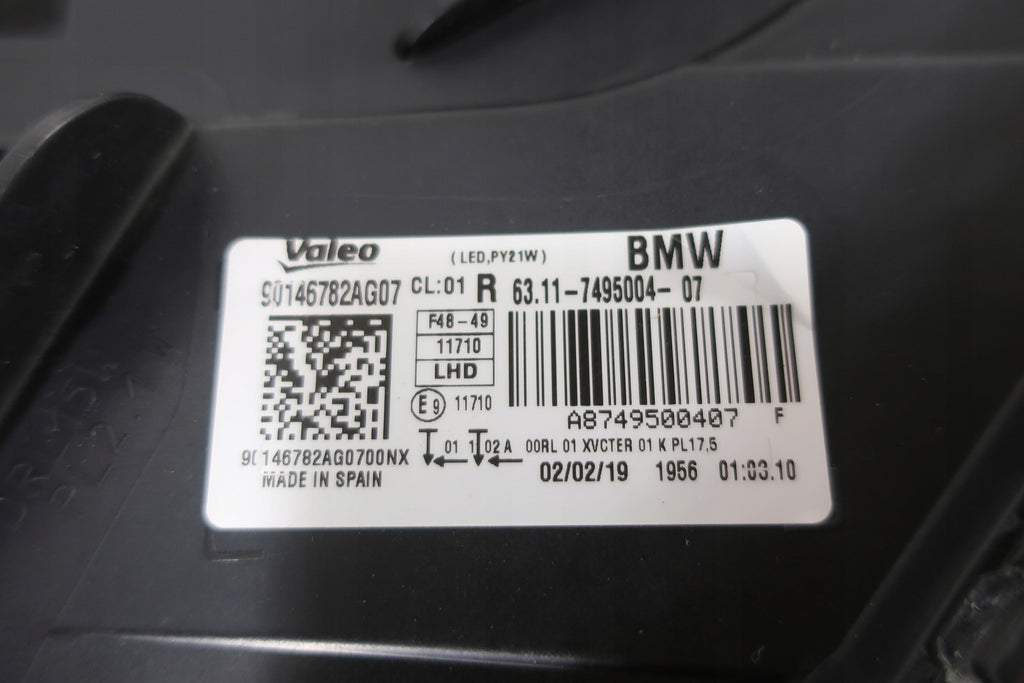 Valeo (LED,PY21W) BMW
90146782AG07 CL:01 R 63.11-7495004-07
F48-49
11710
LHD
E9 11710
A8749500407 F
90146782AG0700NX 01 02 A 00RL 01 XVCTER 01 K PL17,5
MADE IN SPAIN 02/02/19 1956 01:03.10